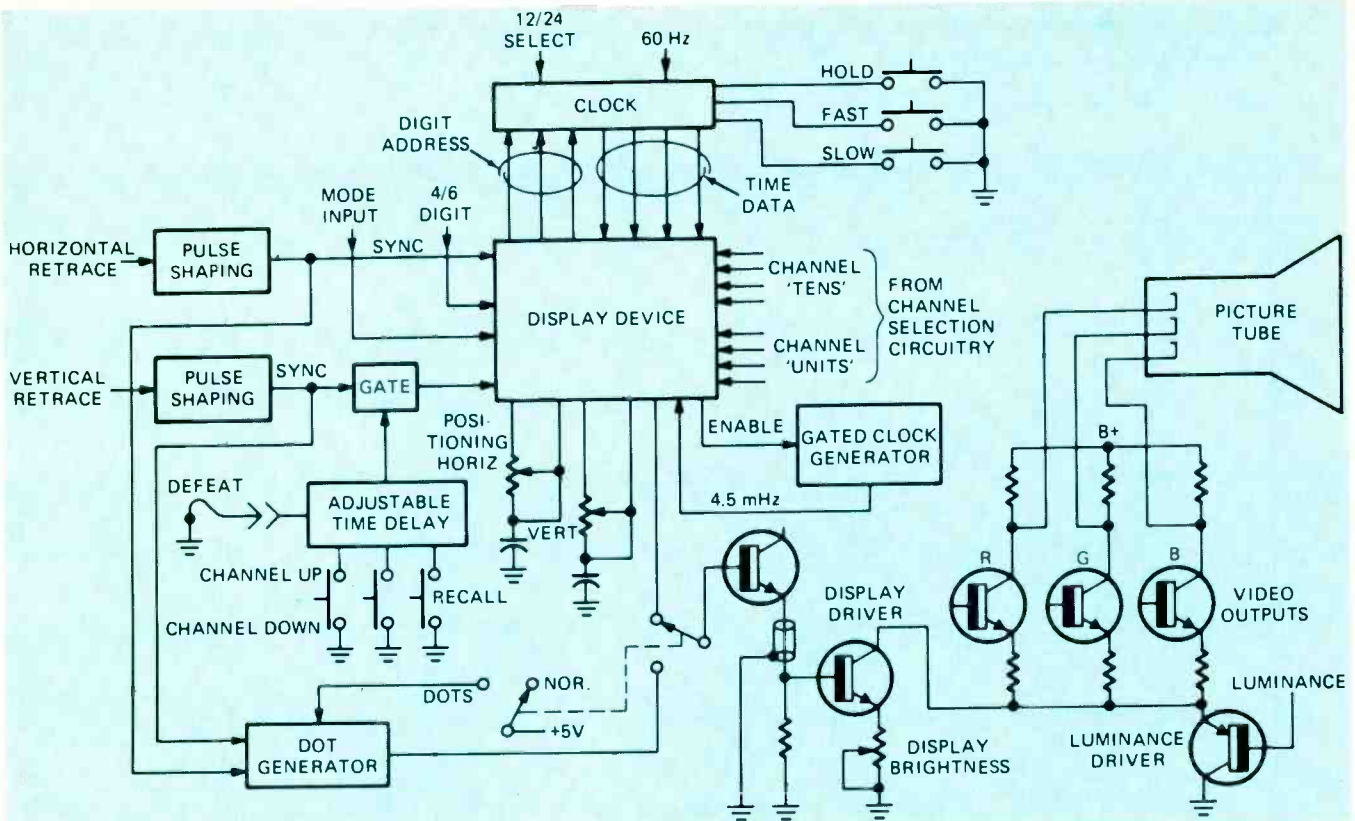 12/24
SELECT
60 Hz
CLOCK
HOLD
FAST
SLOW
DIGIT
ADDRESS
TIME
DATA
MODE
INPUT
4/6
DIGIT
HORIZONTAL
RETRACE
PULSE
SHAPING
SYNC
DISPLAY DEVICE
CHANNEL
'TENS'
CHANNEL
'UNITS'
FROM
CHANNEL
SELECTION
CIRCUITRY
PICTURE
TUBE
VERTICAL
RETRACE
PULSE
SHAPING
SYNC
GATE
POSI-
TIONING
HORIZ
ENABLE
GATED CLOCK
GENERATOR
B+
DEFEAT
ADJUSTABLE
TIME DELAY
VERT
4.5 mHz
CHANNEL UP
RECALL
CHANNEL DOWN
DISPLAY
DRIVER
R
G
B
VIDEO
OUTPUTS
DOTS
NOR.
+5V
DOT
GENERATOR
DISPLAY
BRIGHTNESS
LUMINANCE
LUMINANCE
DRIVER